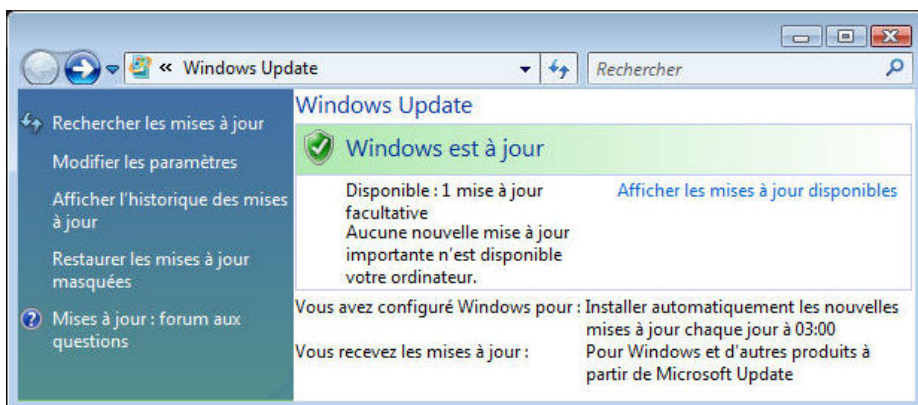 « Windows Update
Rechercher
Rechercher les mises à jour
Modifier les paramètres
Afficher l'historique des mises
à jour
Restaurer les mises à jour
masquées
Mises à jour : forum aux
questions
Windows Update
Windows est à jour
Disponible : 1 mise à jour
facultative
Aucune nouvelle mise à jour
importante n'est disponible
votre ordinateur.
Afficher les mises à jour disponibles
Vous avez configuré Windows pour : Installer automatiquement les nouvelles
mises à jour chaque jour à 03:00
Vous recevez les mises à jour : Pour Windows et d'autres produits à
partir de Microsoft Update